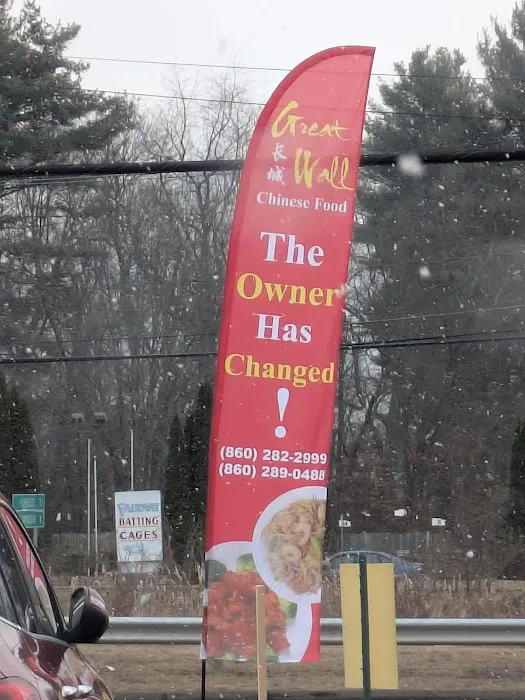 Great
长 Wall
城
Chinese Food
The
Owner
Has
Changed
!
(860) 282-2999
(860) 289-0488
BATTING
CAGES